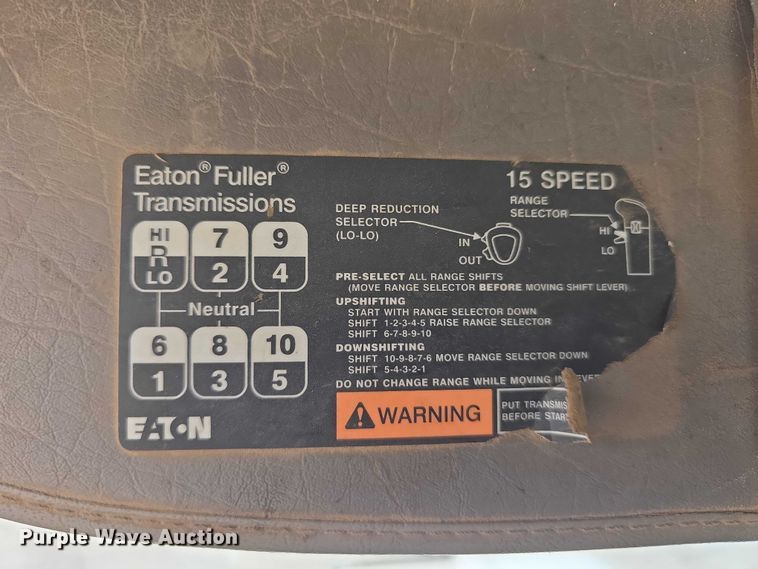 Eaton® Fuller®
Transmissions
15 SPEED
HI
R
LO
7
2
9
4
Neutral
6
1
8
3
10
5
EATON
DEEP REDUCTION
SELECTOR
(LO-LO)
IN
OUT
RANGE
SELECTOR
HI
LO
PRE-SELECT ALL RANGE SHIFTS
(MOVE RANGE SELECTOR BEFORE MOVING SHIFT LEVER)
UPSHIFTING
START WITH RANGE SELECTOR DOWN
SHIFT 1-2-3-4-5 RAISE RANGE SELECTOR
SHIFT 6-7-8-9-10
DOWNSHIFTING
SHIFT 10-9-8-7-6 MOVE RANGE SELECTOR DOWN
SHIFT 5-4-3-2-1
DO NOT CHANGE RANGE WHILE MOVING IN
WARNING
PUT
BEFORE
Purple Wave Auction